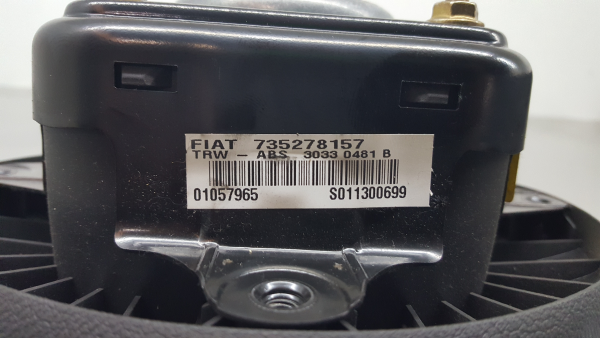 FIAT 735278157
TRW - ABS 3033 0481 B
01057965 S011300699